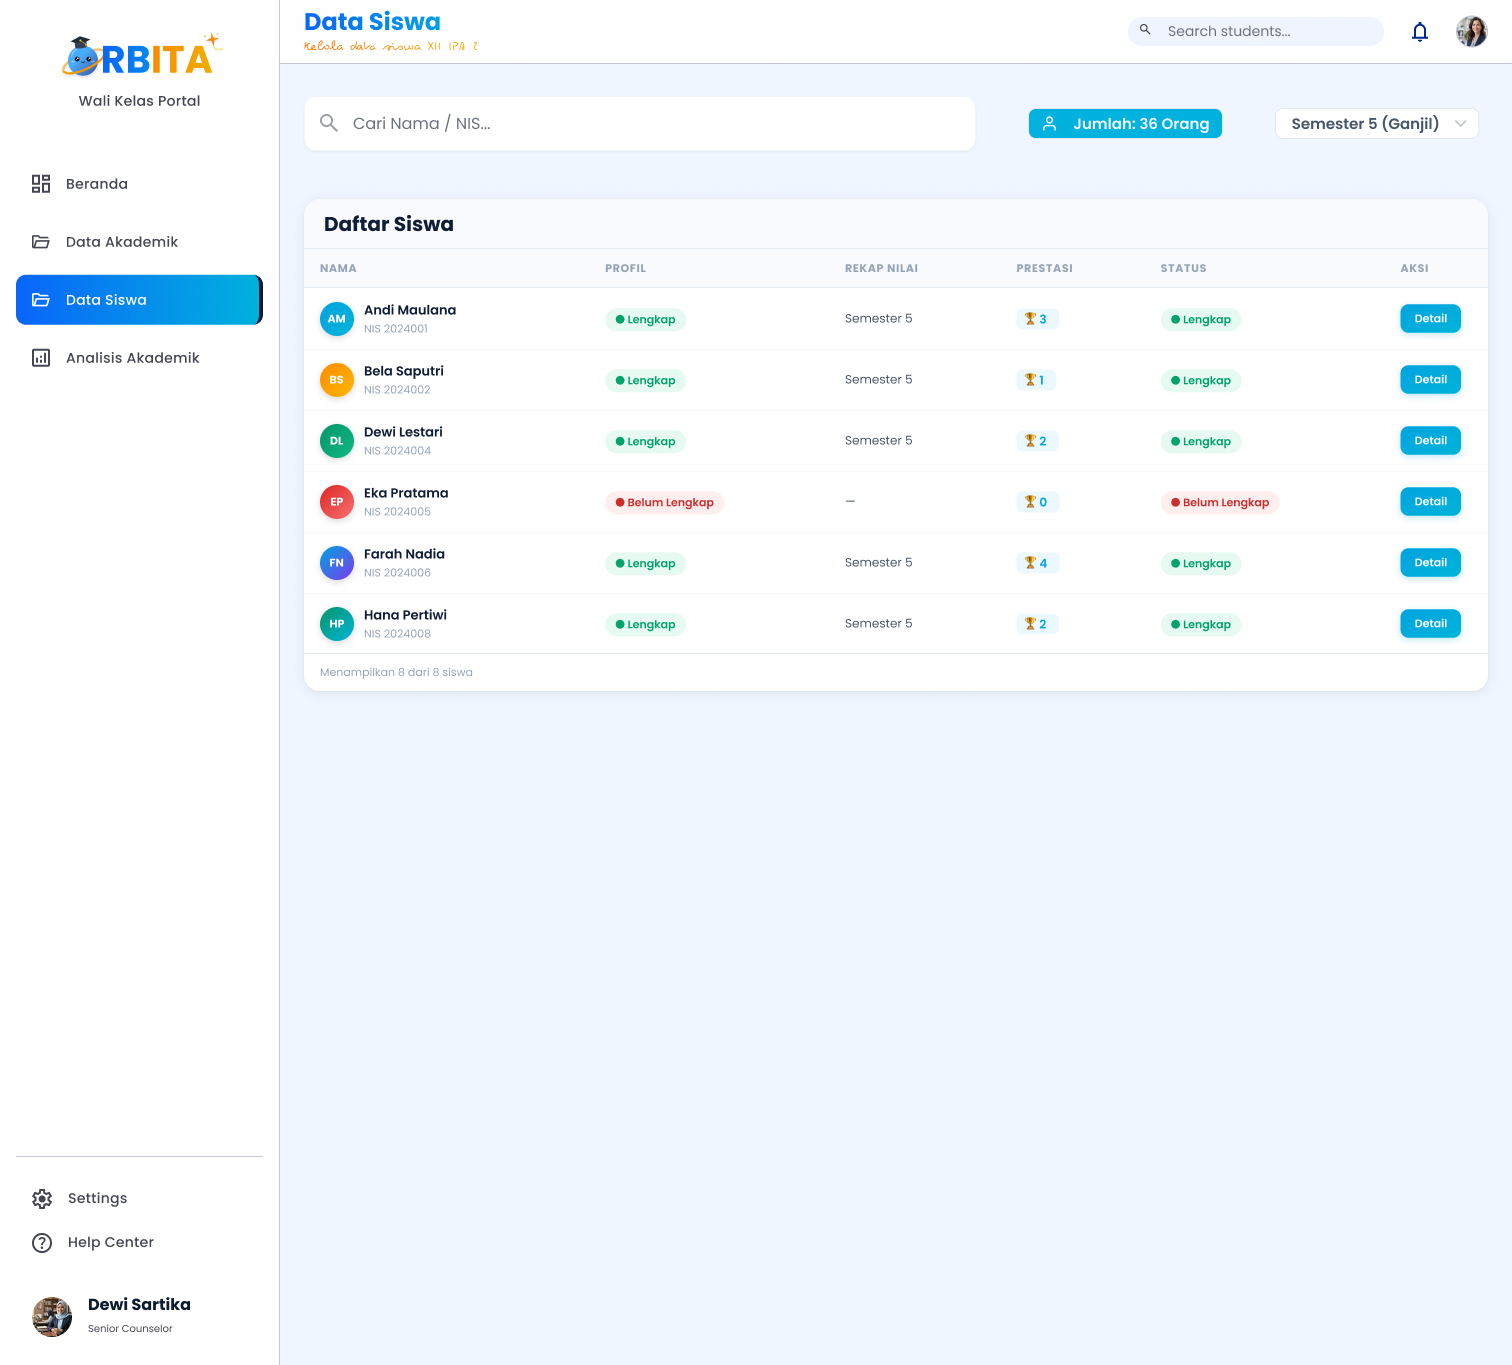 ORBITA
Wali Kelas Portal
Beranda
Data Akademik
Data Siswa
Analisis Akademik
Settings
Help Center
Dewi Sartika
Senior Counselor
Data Siswa
Kelola data siswa XII IPA 2
Search students...
Cari Nama / NIS...
Jumlah: 36 Orang
Semester 5 (Ganjil)
Daftar Siswa
NAMA PROFIL REKAP NILAI PRESTASI STATUS AKSI
AM Andi Maulana NIS 2024001 Lengkap Semester 5 3 Lengkap Detail
BS Bela Saputri NIS 2024002 Lengkap Semester 5 1 Lengkap Detail
DL Dewi Lestari NIS 2024004 Lengkap Semester 5 2 Lengkap Detail
EP Eka Pratama NIS 2024005 Belum Lengkap — 0 Belum Lengkap Detail
FN Farah Nadia NIS 2024006 Lengkap Semester 5 4 Lengkap Detail
HP Hana Pertiwi NIS 2024008 Lengkap Semester 5 2 Lengkap Detail
Menampilkan 8 dari 8 siswa